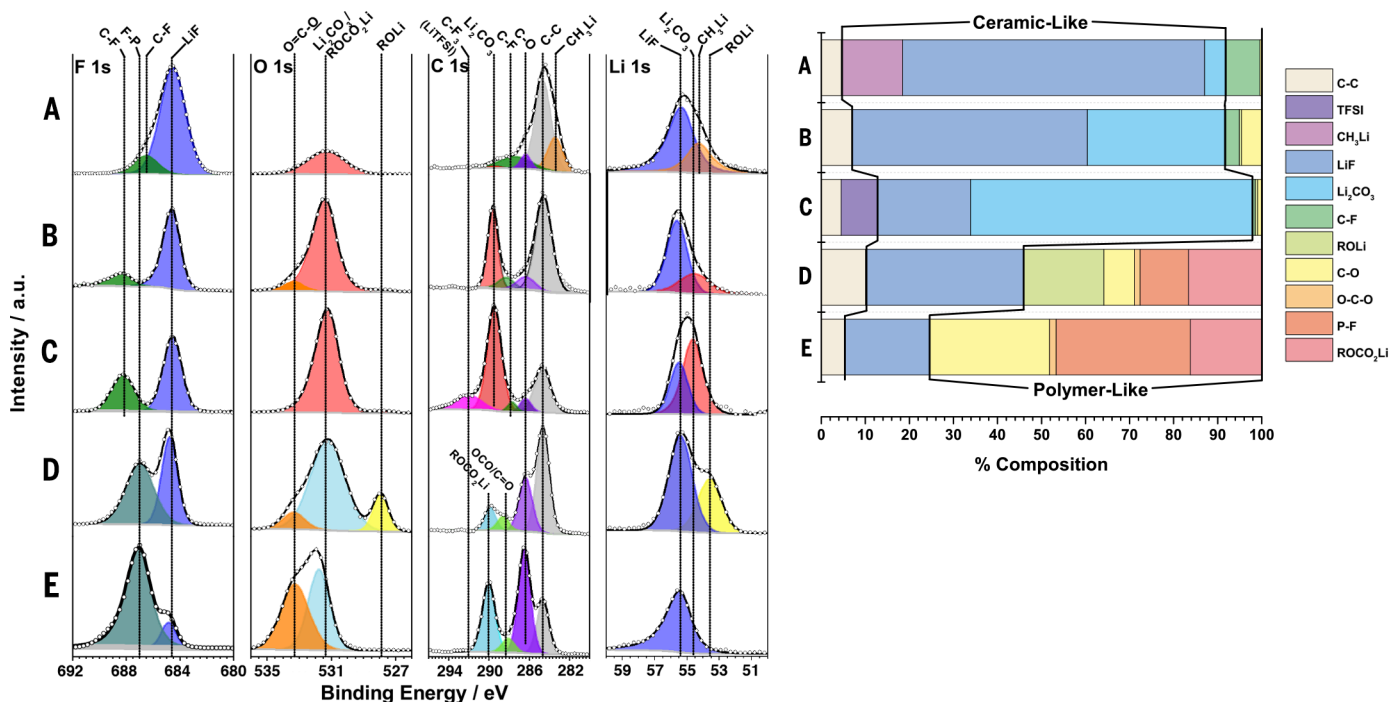 C-F
F-P
C-F
LiF
O=C-O
Li₂CO₃/
ROCO₂Li
ROLi
C-F₃
(LiTFSI)
Li₂CO₃
C-F
C-O
C-C
CH₃Li
LiF
Li₂CO₃
CH₃Li
ROLi
F 1s
O 1s
C 1s
Li 1s
A
B
C
D
E
ROCO₂Li
OCO/C=O
Intensity / a.u.
692 688 684 680
535 531 527
294 290 286 282
59 57 55 53 51
Binding Energy / eV
Ceramic-Like
A
B
C
D
E
Polymer-Like
0 10 20 30 40 50 60 70 80 90 100
% Composition
C-C
TFSI
CH₃Li
LiF
Li₂CO₃
C-F
ROLi
C-O
O-C-O
P-F
ROCO₂Li